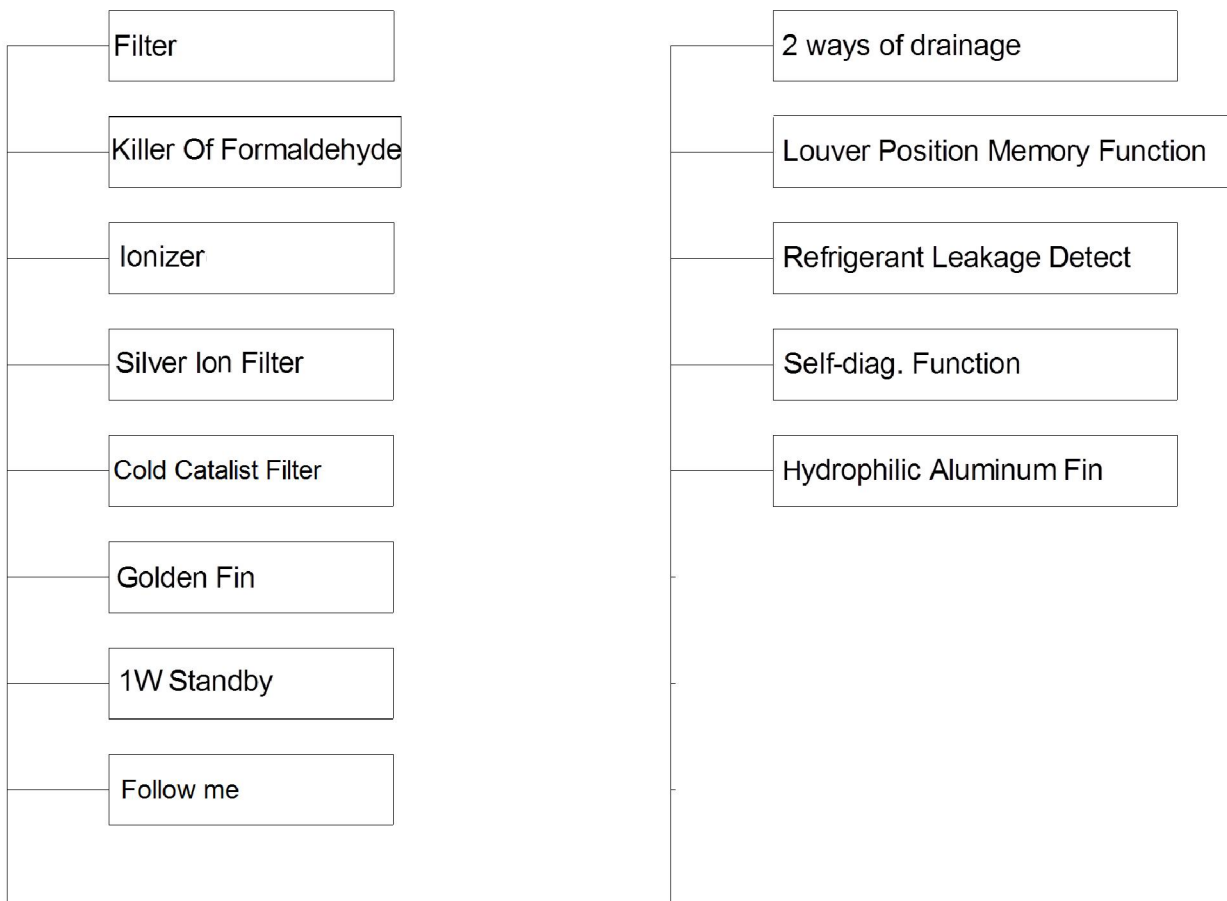 Filter
Killer Of Formaldehyde
Ionizer
Silver Ion Filter
Cold Catalist Filter
Golden Fin
1W Standby
Follow me
2 ways of drainage
Louver Position Memory Function
Refrigerant Leakage Detect
Self-diag. Function
Hydrophilic Aluminum Fin